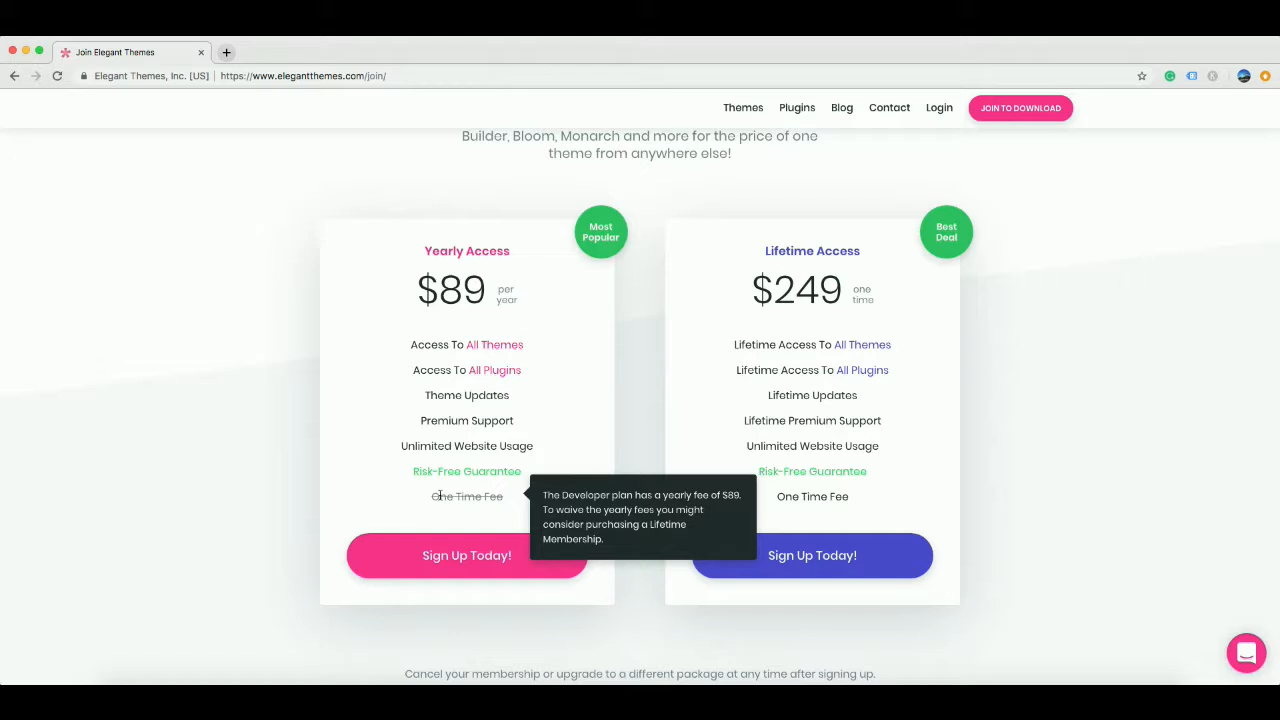 Join Elegant Themes
Elegant Themes, Inc. [US] https://www.elegantthemes.com/join/
Themes Plugins Blog Contact Login JOIN TO DOWNLOAD
Builder, Bloom, Monarch and more for the price of one
theme from anywhere else!
Most
Popular
Yearly Access
$89 per
year
Access To All Themes
Access To All Plugins
Theme Updates
Premium Support
Unlimited Website Usage
Risk-Free Guarantee
One Time Fee
The Developer plan has a yearly fee of $89.
To waive the yearly fees you might
consider purchasing a Lifetime
Membership.
Sign Up Today!
Best
Deal
Lifetime Access
$249 one
time
Lifetime Access To All Themes
Lifetime Access To All Plugins
Lifetime Updates
Lifetime Premium Support
Unlimited Website Usage
Risk-Free Guarantee
One Time Fee
Sign Up Today!
Cancel your membership or upgrade to a different package at any time after signing up.